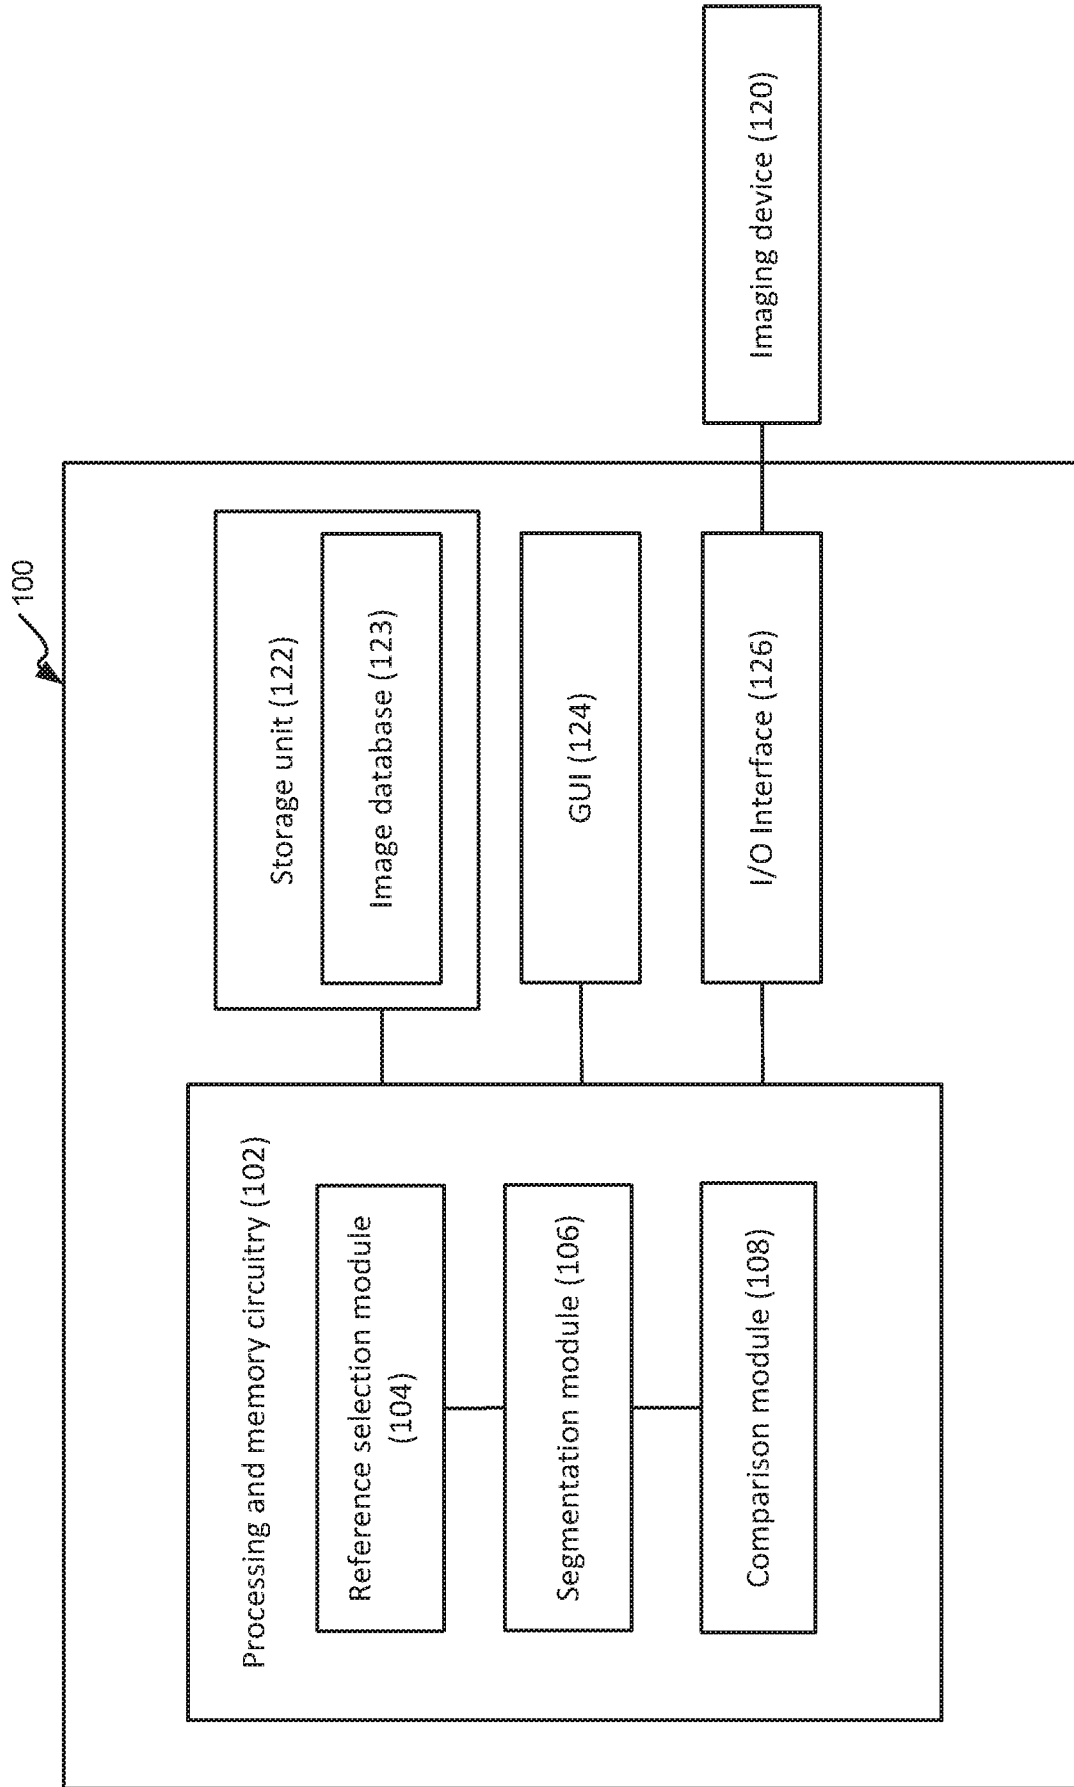 100
Processing and memory circuitry (102)
Reference selection module
(104)
Segmentation module (106)
Comparison module (108)
Storage unit (122)
Image database (123)
GUI (124)
I/O Interface (126)
Imaging device (120)